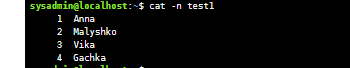 sysadmin@localhost:~$ cat -n test1
1 Anna
2 Malyshko
3 Vika
4 Gachka